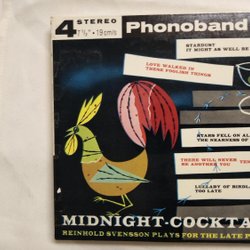 4 STEREO
7½" • 19 cm/s
Phonoband
STARDUST
IT MIGHT AS WELL BE
LOVE WALKED IN
THESE FOOLISH THINGS
STARS FELL ON AL
THE NEARNESS OF
THERE WILL NEVER
BE ANOTHER YOU
LULLABY OF BIRDL
TOO LATE
MIDNIGHT-COCKTA
REINHOLD SVENSSON PLAYS FOR THE LATE